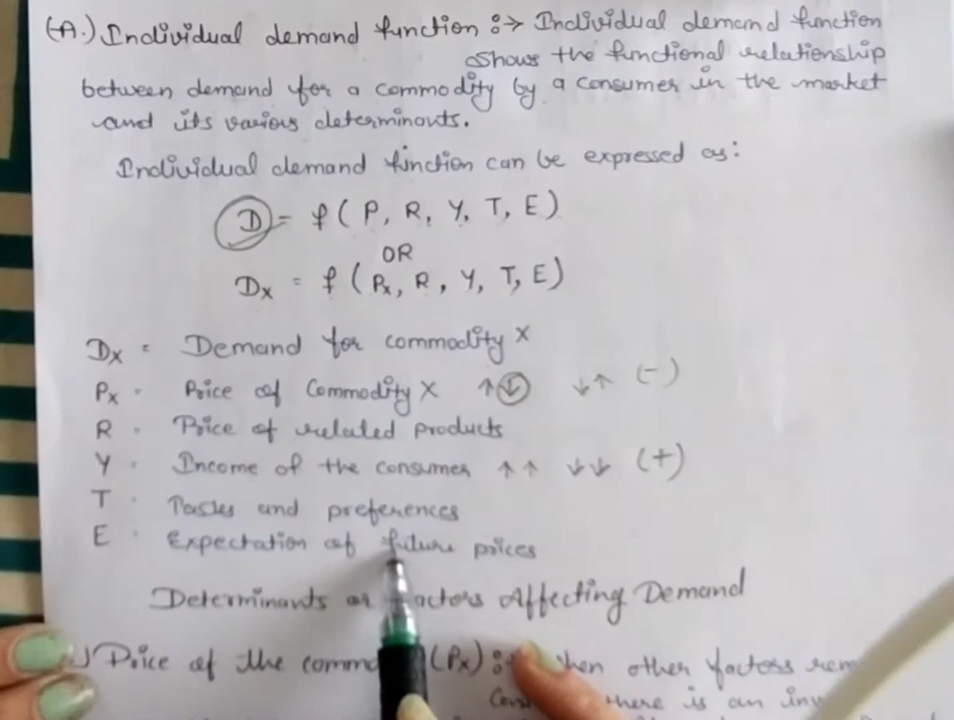 (A.) Individual demand function :→ Individual demand function
shows the functional relationship
between demand for a commodity by a consumer in the market
and its various determinants.
Individual demand function can be expressed as:
D = f ( P, R, Y, T, E )
OR
Dx = f ( Px, R, Y, T, E )
Dx = Demand for commodity X
Px = Price of Commodity X ↑↓ ↓↑ (-)
R = Price of related products
Y = Income of the consumer ↑↑ ↓↓ (+)
T = Tastes and preferences
E = Expectation of future prices
Determinants or Factors Affecting Demand
) Price of the (Px) :→ When other factors
there is an